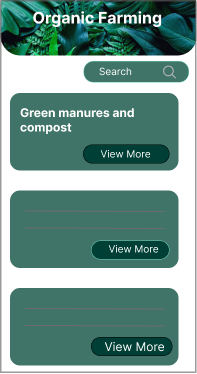 Organic Farming
Search
Green manures and
compost
View More
View More
View More